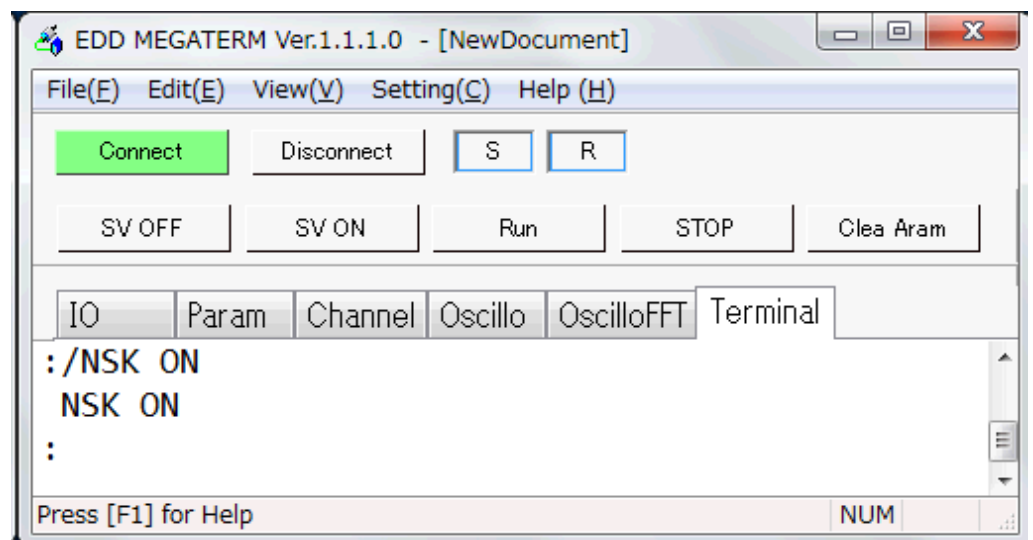 EDD MEGATERM Ver.1.1.1.0 - [NewDocument]
File(F) Edit(E) View(V) Setting(C) Help (H)
Connect Disconnect S R
SV OFF SV ON Run STOP Clea Aram
IO Param Channel Oscillo OscilloFFT Terminal
:/NSK ON
NSK ON
:
Press [F1] for Help NUM